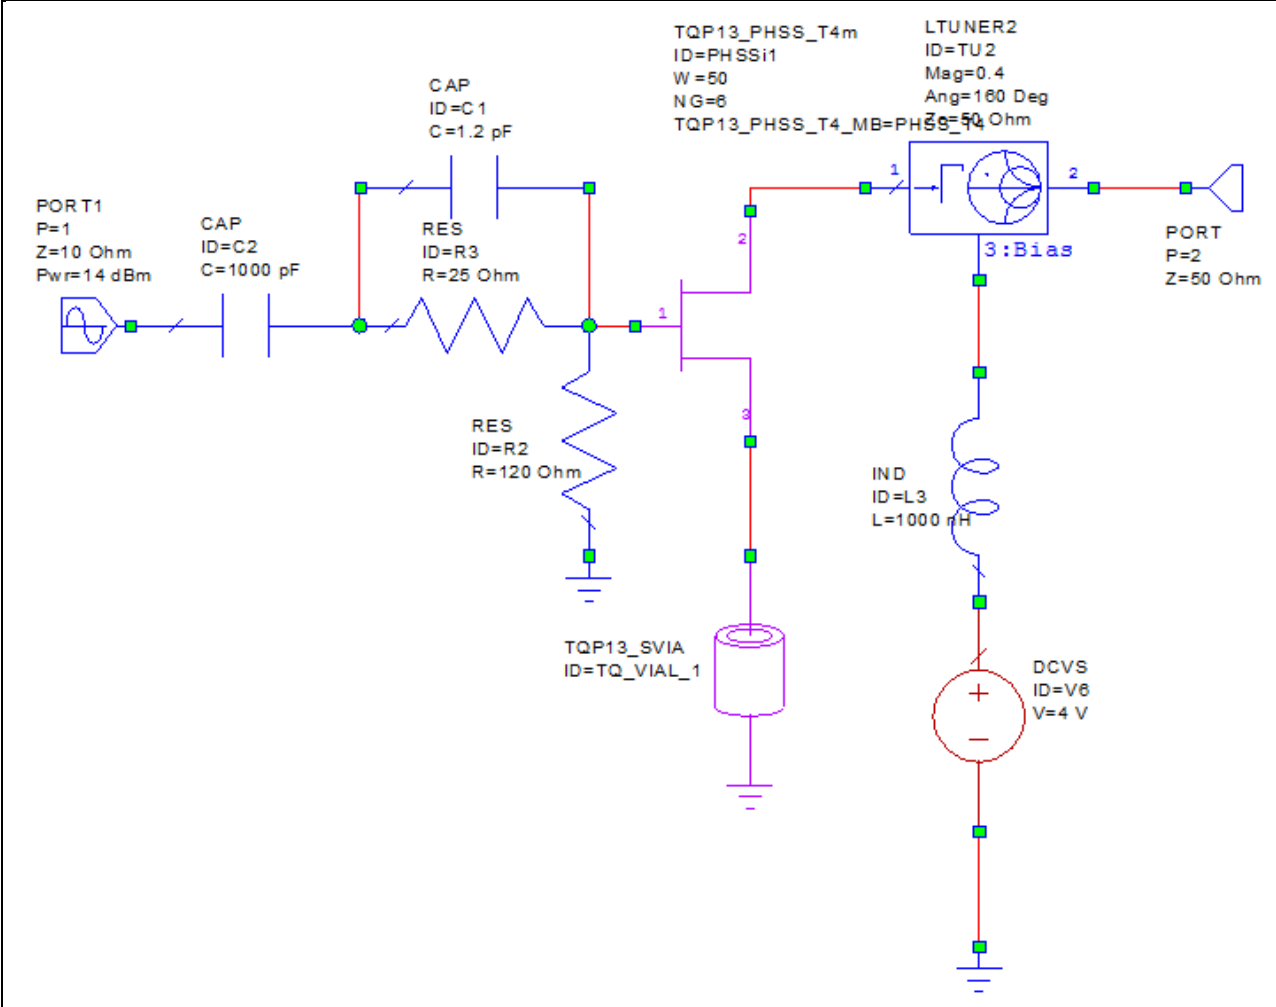 TQP13_PHSS_T4m
ID=PHSSi1
W=50
NG=6
TQP13_PHSS_T4_MB=PHSS_T4
LTUNER2
ID=TU2
Mag=0.4
Ang=160 Deg
Zo=50 Ohm
CAP
ID=C1
C=1.2 pF
1
2
3:Bias
PORT1
P=1
Z=10 Ohm
Pwr=14 dBm
CAP
ID=C2
C=1000 pF
RES
ID=R3
R=25 Ohm
2
1
3
PORT
P=2
Z=50 Ohm
RES
ID=R2
R=120 Ohm
IND
ID=L3
L=1000 nH
TQP13_SVIA
ID=TQ_VIAL_1
DCVS
ID=V6
V=4 V